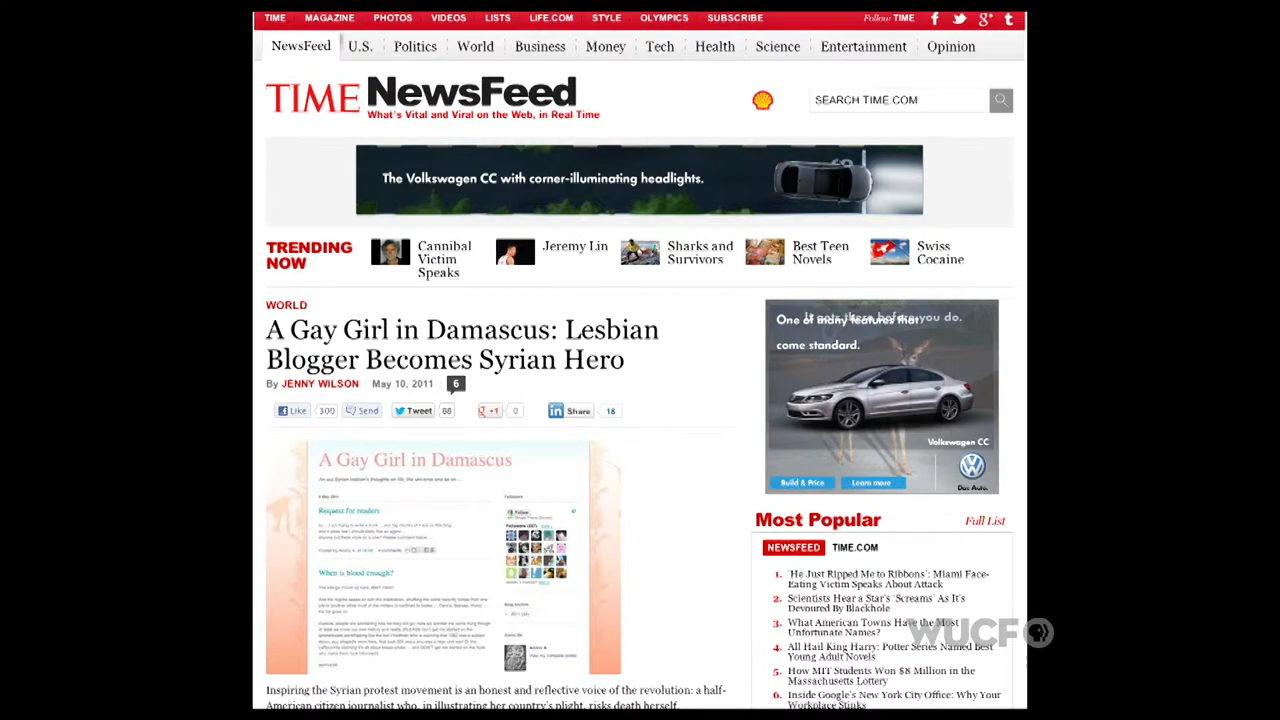 TIME MAGAZINE PHOTOS VIDEOS LISTS LIFE.COM STYLE OLYMPICS SUBSCRIBE Follow TIME
NewsFeed U.S. Politics World Business Money Tech Health Science Entertainment Opinion
TIME NewsFeed
What's Vital and Viral on the Web, in Real Time
SEARCH TIME.COM
The Volkswagen CC with corner-illuminating headlights.
TRENDING
NOW
Cannibal
Victim
Speaks
Jeremy Lin
Sharks and
Survivors
Best Teen
Novels
Swiss
Cocaine
WORLD
A Gay Girl in Damascus: Lesbian
Blogger Becomes Syrian Hero
By JENNY WILSON May 10, 2011 6
Like 300 Send Tweet 88 +1 0 Share 18
A Gay Girl in Damascus
Request for readers
When is blood enough?
Inspiring the Syrian protest movement is an honest and reflective voice of the revolution: a half-
American citizen journalist who, in illustrating her country's plight, risks death herself.
It gets there before you do.
One of many features that
come standard.
Volkswagen CC
Build & Price Learn more
Das Auto.
Most Popular Full List
NEWSFEED TIME.COM
1. 'He Just Ripped Me to Ribbons': Miami Face-
Eating Victim Speaks About Attack
2. Scientists Hear a Star's 'Screams' As It's
Devoured By Blackhole
3. What American Towns Have the Most
Unfortunate Names?
4. All Hail King Harry: Potter Series Named Best
Young Adult Novels
5. How MIT Students Won $8 Million in the
Massachusetts Lottery
6. Inside Google's New York City Office: Why Your
Workplace Stinks
WUCF